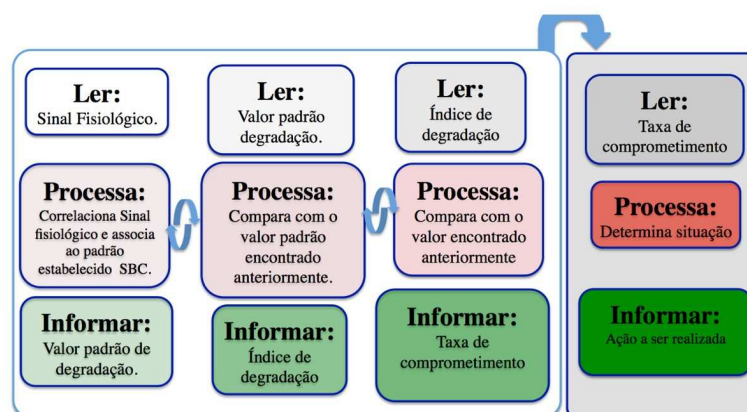 Ler:
Sinal Fisiológico.
Ler:
Valor padrão
degradação.
Ler:
Índice de
degradação
Ler:
Taxa de
comprometimento
Processa:
Correlaciona Sinal
fisiológico e associa
ao padrão
estabelecido SBC.
Processa:
Compara com o
valor padrão
encontrado
anteriormente.
Processa:
Compara com o
valor encontrado
anteriormente
Processa:
Determina situação
Informar:
Valor padrão de
degradação.
Informar:
Índice de
degradação
Informar:
Taxa de
comprometimento
Informar:
Ação a ser realizada